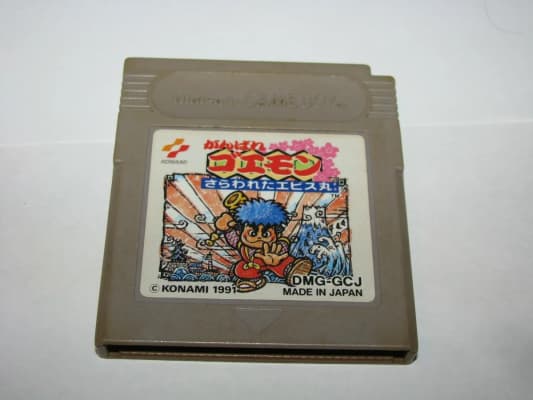 Nintendo GAME BOY
KONAMI
がんばれ
ゴエモン
さらわれたエビス丸
TM
DMG-GCJ
© KONAMI 1991
MADE IN JAPAN